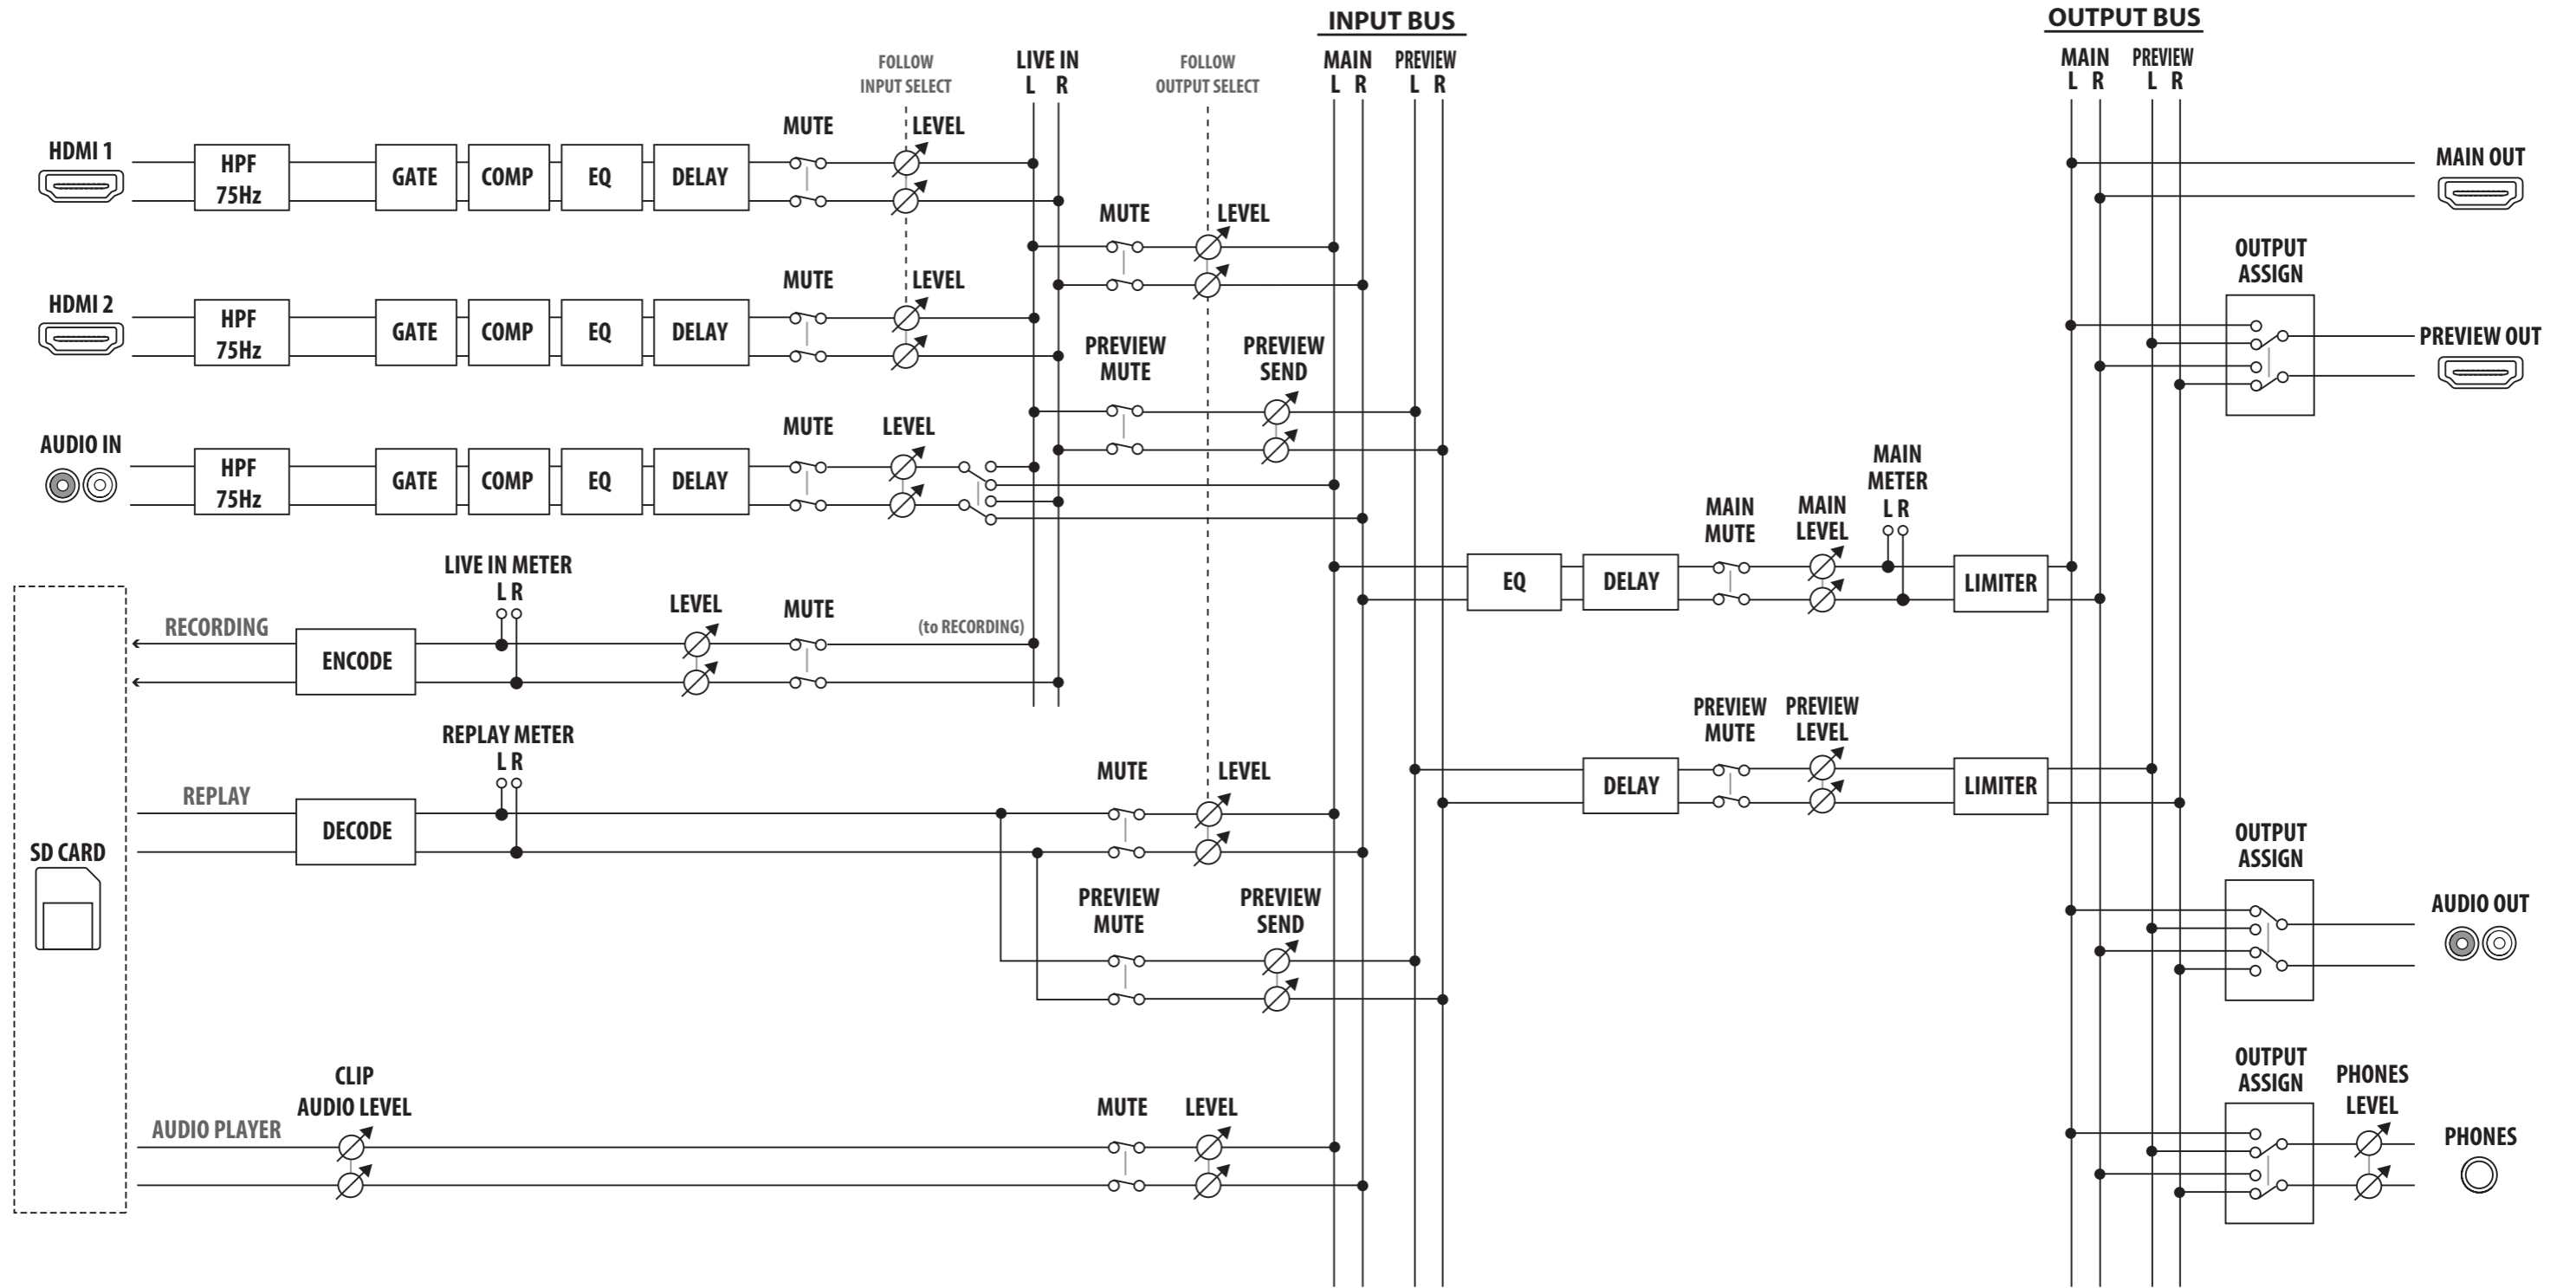 INPUT BUS
OUTPUT BUS
FOLLOW
INPUT SELECT
LIVE IN
L R
FOLLOW
OUTPUT SELECT
MAIN
L R
PREVIEW
L R
MAIN
L R
PREVIEW
L R
HDMI 1
HPF
75Hz
GATE
COMP
EQ
DELAY
MUTE
LEVEL
MUTE
LEVEL
MAIN OUT
HDMI 2
HPF
75Hz
GATE
COMP
EQ
DELAY
MUTE
LEVEL
PREVIEW
MUTE
PREVIEW
SEND
OUTPUT
ASSIGN
PREVIEW OUT
AUDIO IN
HPF
75Hz
GATE
COMP
EQ
DELAY
MUTE
LEVEL
EQ
DELAY
MAIN
MUTE
MAIN
LEVEL
MAIN
METER
L R
LIMITER
SD CARD
RECORDING
ENCODE
LIVE IN METER
L R
LEVEL
MUTE
(to RECORDING)
DELAY
PREVIEW
MUTE
PREVIEW
LEVEL
LIMITER
REPLAY
DECODE
REPLAY METER
L R
MUTE
LEVEL
PREVIEW
MUTE
PREVIEW
SEND
OUTPUT
ASSIGN
AUDIO OUT
AUDIO PLAYER
CLIP
AUDIO LEVEL
MUTE
LEVEL
OUTPUT
ASSIGN
PHONES
LEVEL
PHONES